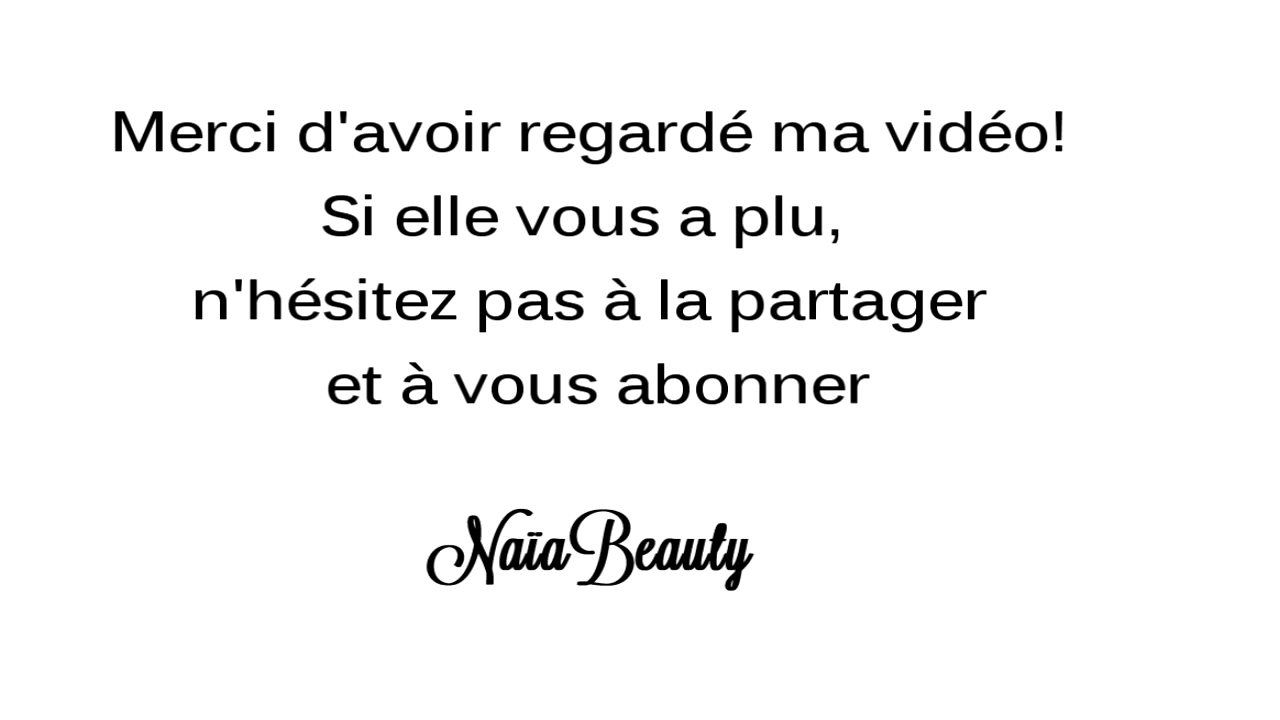 Merci d'avoir regardé ma vidéo!
Si elle vous a plu,
n'hésitez pas à la partager
et à vous abonner
NaïaBeauty